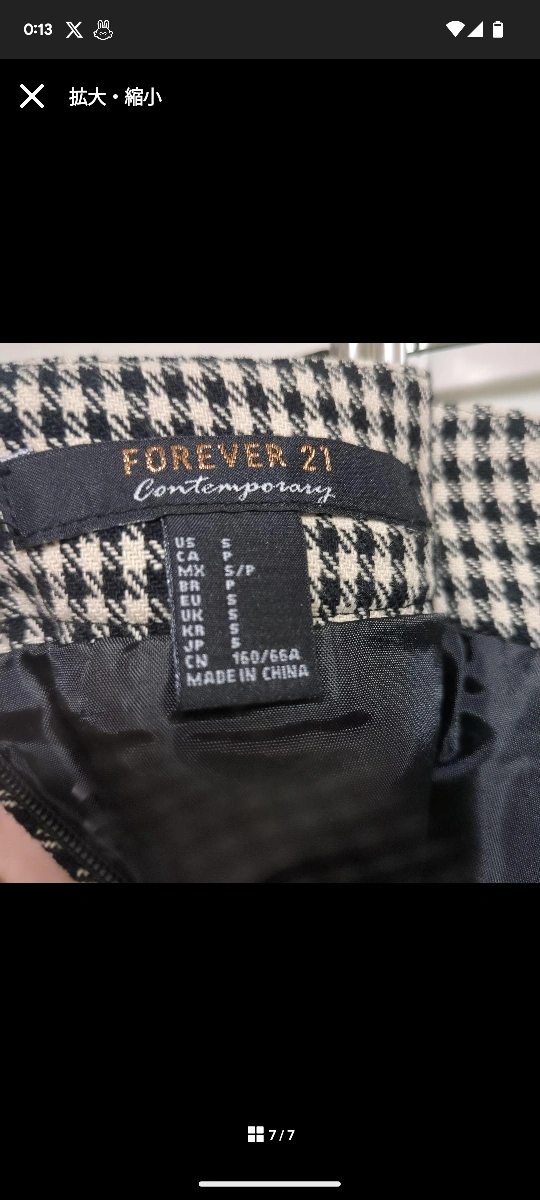 0:13
拡大・縮小
FOREVER 21
Contemporary
US S
CA P
MX S/P
BR P
EU S
UK S
KR S
JP S
CN 160/66A
MADE IN CHINA
7 / 7